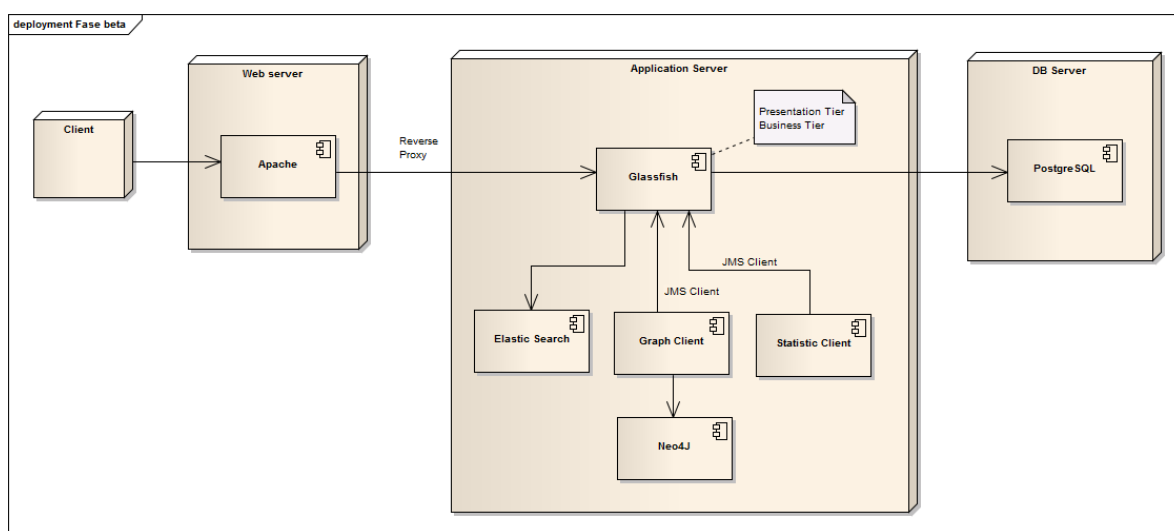 deployment Fase beta
Client
Web server
Apache
Reverse
Proxy
Application Server
Presentation Tier
Business Tier
Glassfish
JMS Client
JMS Client
Elastic Search
Graph Client
Statistic Client
Neo4J
DB Server
PostgreSQL